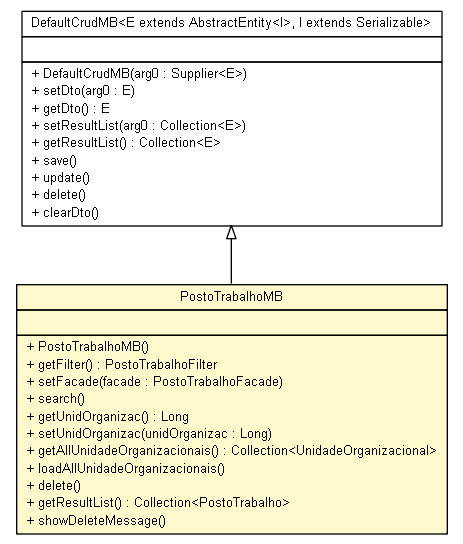 DefaultCrudMB<E extends AbstractEntity<I>, I extends Serializable>
+ DefaultCrudMB(arg0 : Supplier<E>)
+ setDto(arg0 : E)
+ getDto() : E
+ setResultList(arg0 : Collection<E>)
+ getResultList() : Collection<E>
+ save()
+ update()
+ delete()
+ clearDto()
PostoTrabalhoMB
+ PostoTrabalhoMB()
+ getFilter() : PostoTrabalhoFilter
+ setFacade(facade : PostoTrabalhoFacade)
+ search()
+ getUnidOrganizac() : Long
+ setUnidOrganizac(unidOrganizac : Long)
+ getAllUnidadeOrganizacionais() : Collection<UnidadeOrganizacional>
+ loadAllUnidadeOrganizacionais()
+ delete()
+ getResultList() : Collection<PostoTrabalho>
+ showDeleteMessage()